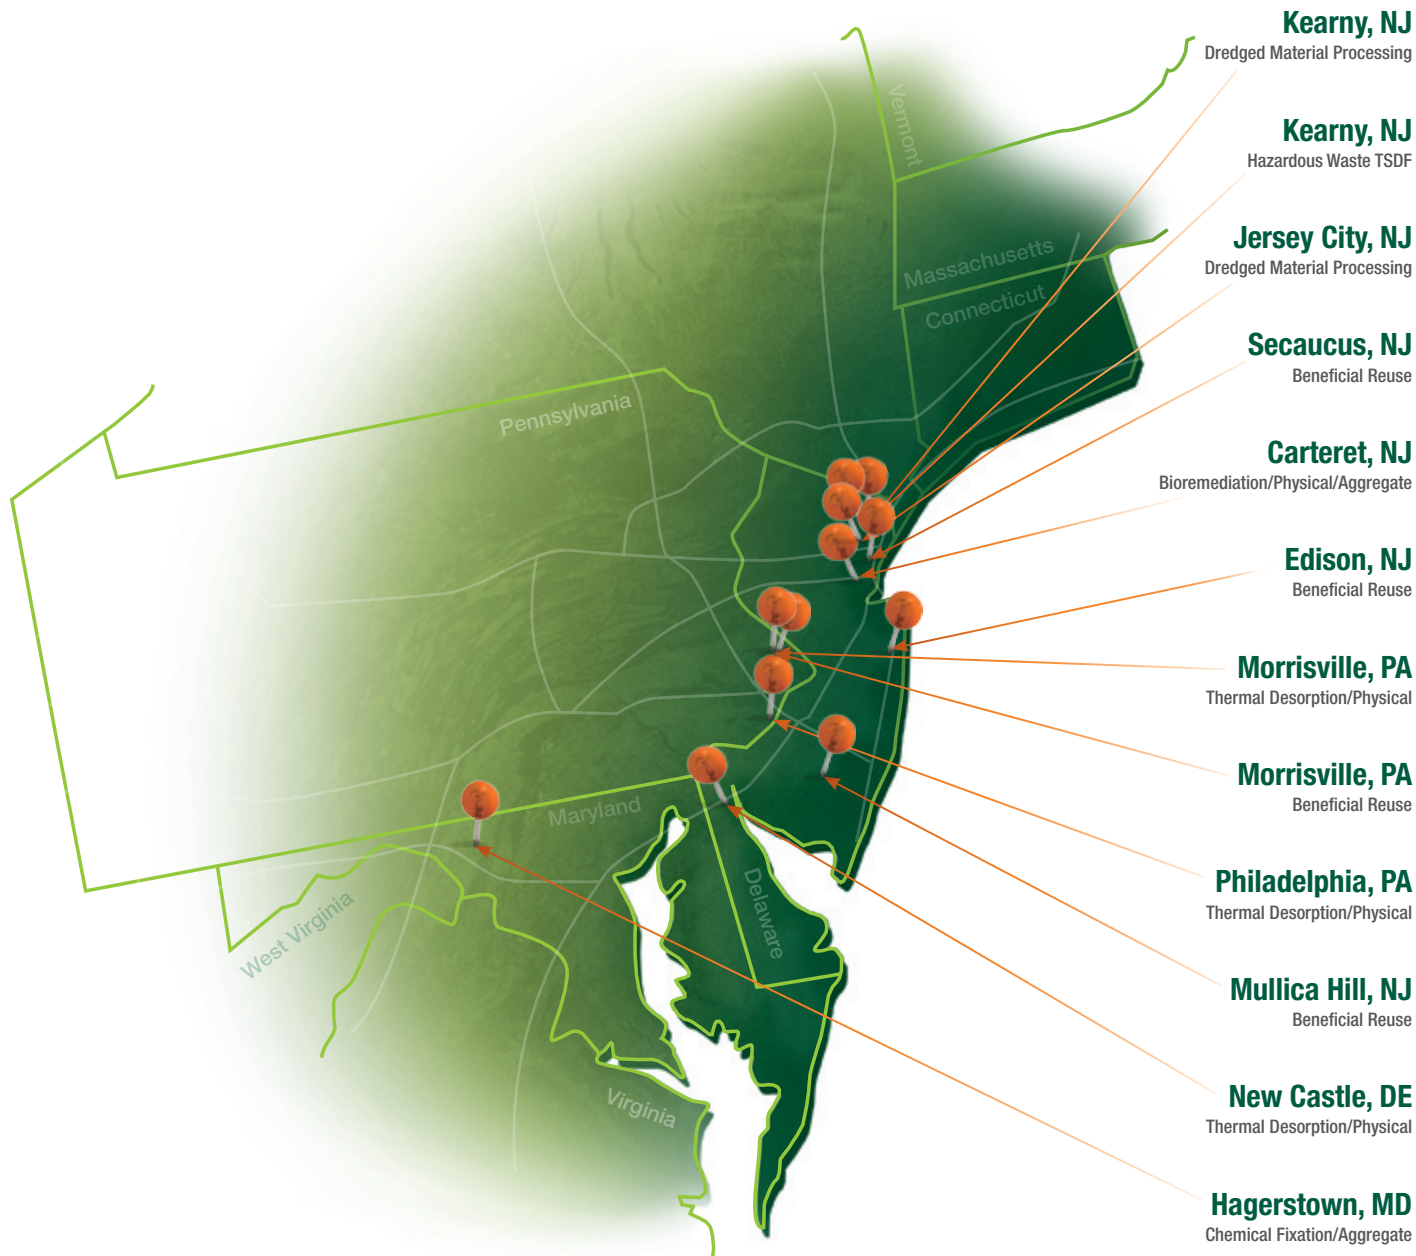 Kearny, NJ
Dredged Material Processing
Kearny, NJ
Hazardous Waste TSDF
Jersey City, NJ
Dredged Material Processing
Secaucus, NJ
Beneficial Reuse
Carteret, NJ
Bioremediation/Physical/Aggregate
Edison, NJ
Beneficial Reuse
Morrisville, PA
Thermal Desorption/Physical
Morrisville, PA
Beneficial Reuse
Philadelphia, PA
Thermal Desorption/Physical
Mullica Hill, NJ
Beneficial Reuse
New Castle, DE
Thermal Desorption/Physical
Hagerstown, MD
Chemical Fixation/Aggregate
Vermont
Massachusetts
Connecticut
Pennsylvania
Maryland
Delaware
West Virginia
Virginia